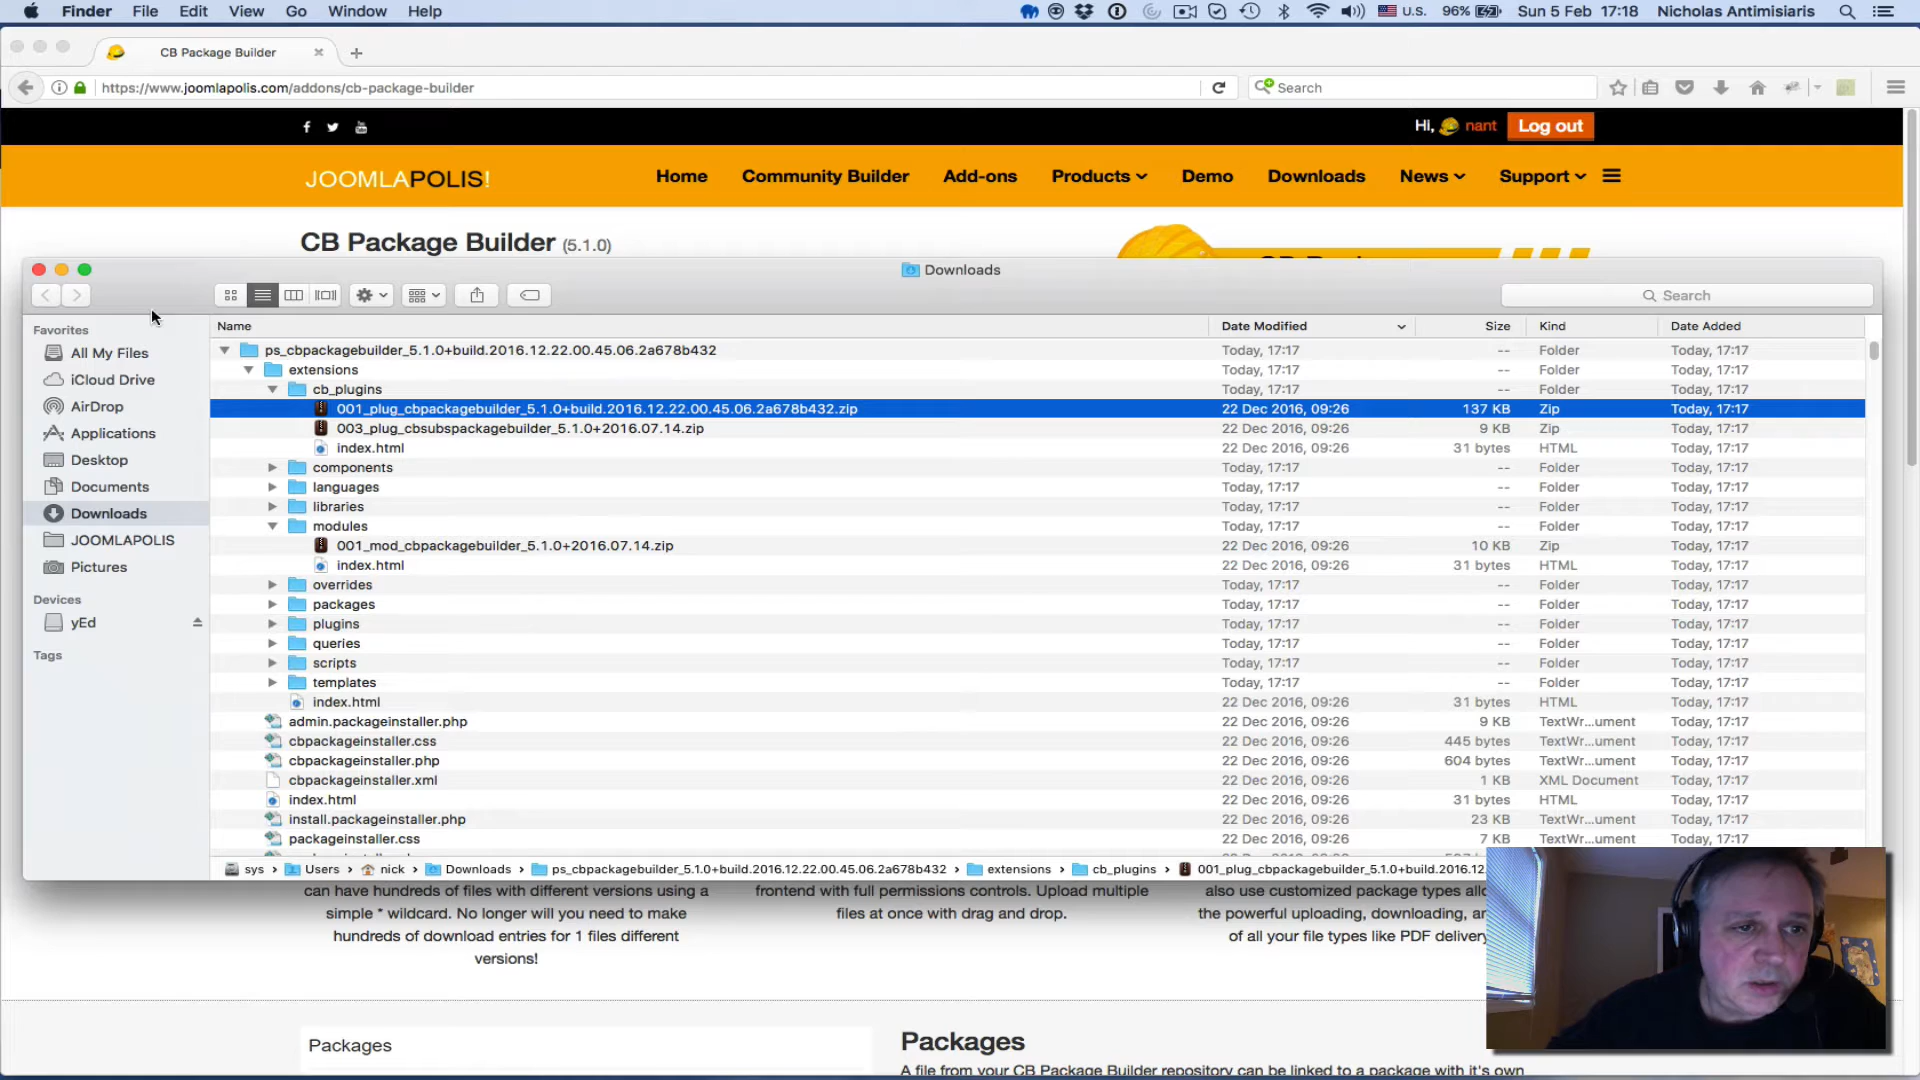 Finder File Edit View Go Window Help
U.S. 96% Sun 5 Feb 17:18 Nicholas Antimisiaris
CB Package Builder
https://www.joomlapolis.com/addons/cb-package-builder
Search
Hi, nant Log out
JOOMLAPOLIS!
Home Community Builder Add-ons Products Demo Downloads News Support
CB Package Builder (5.1.0)
Downloads
Search
Favorites
All My Files
iCloud Drive
AirDrop
Applications
Desktop
Documents
Downloads
JOOMLAPOLIS
Pictures
Devices
yEd
Tags
Name Date Modified Size Kind Date Added
ps_cbpackagebuilder_5.1.0+build.2016.12.22.00.45.06.2a678b432 Today, 17:17 -- Folder Today, 17:17
extensions Today, 17:17 -- Folder Today, 17:17
cb_plugins Today, 17:17 -- Folder Today, 17:17
001_plug_cbpackagebuilder_5.1.0+build.2016.12.22.00.45.06.2a678b432.zip 22 Dec 2016, 09:26 137 KB Zip Today, 17:17
003_plug_cbsubspackagebuilder_5.1.0+2016.07.14.zip 22 Dec 2016, 09:26 9 KB Zip Today, 17:17
index.html 22 Dec 2016, 09:26 31 bytes HTML Today, 17:17
components Today, 17:17 -- Folder Today, 17:17
languages Today, 17:17 -- Folder Today, 17:17
libraries Today, 17:17 -- Folder Today, 17:17
modules Today, 17:17 -- Folder Today, 17:17
001_mod_cbpackagebuilder_5.1.0+2016.07.14.zip 22 Dec 2016, 09:26 10 KB Zip Today, 17:17
index.html 22 Dec 2016, 09:26 31 bytes HTML Today, 17:17
overrides Today, 17:17 -- Folder Today, 17:17
packages Today, 17:17 -- Folder Today, 17:17
plugins Today, 17:17 -- Folder Today, 17:17
queries Today, 17:17 -- Folder Today, 17:17
scripts Today, 17:17 -- Folder Today, 17:17
templates Today, 17:17 -- Folder Today, 17:17
index.html 22 Dec 2016, 09:26 31 bytes HTML Today, 17:17
admin.packageinstaller.php 22 Dec 2016, 09:26 9 KB TextWr...ument Today, 17:17
cbpackageinstaller.css 22 Dec 2016, 09:26 445 bytes TextWr...ument Today, 17:17
cbpackageinstaller.php 22 Dec 2016, 09:26 604 bytes TextWr...ument Today, 17:17
cbpackageinstaller.xml 22 Dec 2016, 09:26 1 KB XML Document Today, 17:17
index.html 22 Dec 2016, 09:26 31 bytes HTML Today, 17:17
install.packageinstaller.php 22 Dec 2016, 09:26 23 KB TextWr...ument Today, 17:17
packageinstaller.css 22 Dec 2016, 09:26 7 KB TextWr...ument Today, 17:17
sys › Users › nick › Downloads › ps_cbpackagebuilder_5.1.0+build.2016.12.22.00.45.06.2a678b432 › extensions › cb_plugins › 001_plug_cbpackagebuilder_5.1.0+build.2016.12
can have hundreds of files with different versions using a
simple * wildcard. No longer will you need to make
hundreds of download entries for 1 files different
versions!
frontend with full permissions controls. Upload multiple
files at once with drag and drop.
also use customized package types
the powerful uploading, downloading,
of all your file types like PDF delivery
Packages
Packages
A file from your CB Package Builder repository can be linked to a package with it's own